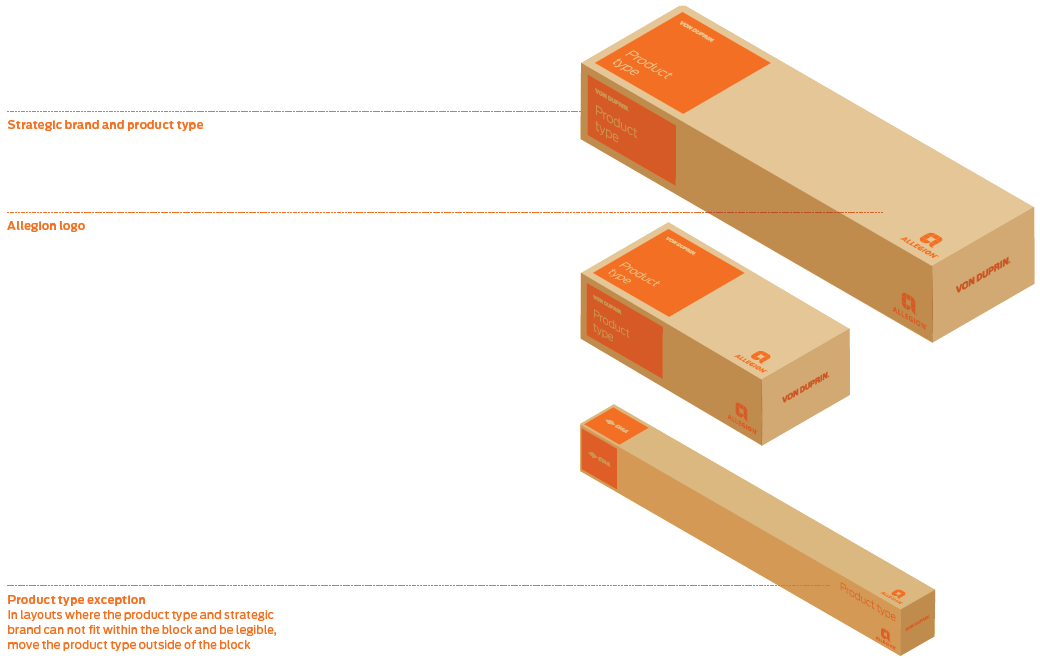 VON DUPRIN
Product
type
VON DUPRIN
Product
type
Strategic brand and product type
Allegion logo
ALLEGION
VON DUPRIN
ALLEGION
VON DUPRIN
Product
type
VON DUPRIN
Product
type
ALLEGION
VON DUPRIN
ALLEGION
Product type exception
In layouts where the product type and strategic
brand can not fit within the block and be legible,
move the product type outside of the block
Product type
ALLEGION
ALLEGION